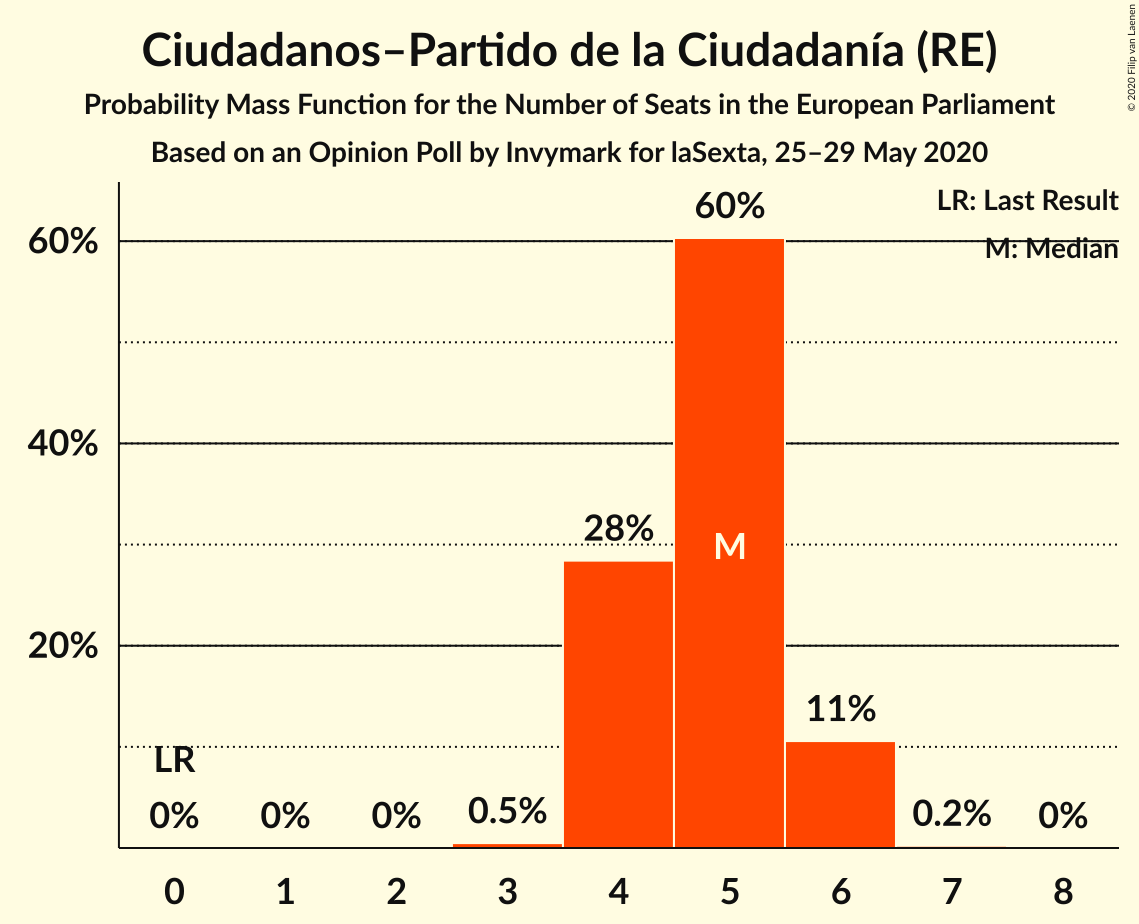 Ciudadanos–Partido de la Ciudadanía (RE)
Probability Mass Function for the Number of Seats in the European Parliament
Based on an Opinion Poll by Invymark for laSexta, 25–29 May 2020
© 2020 Filip van Laenen
LR: Last Result
M: Median
60%
40%
20%
60%
28%
M
11%
LR
0%
0%
0%
0.5%
0.2%
0%
0 1 2 3 4 5 6 7 8